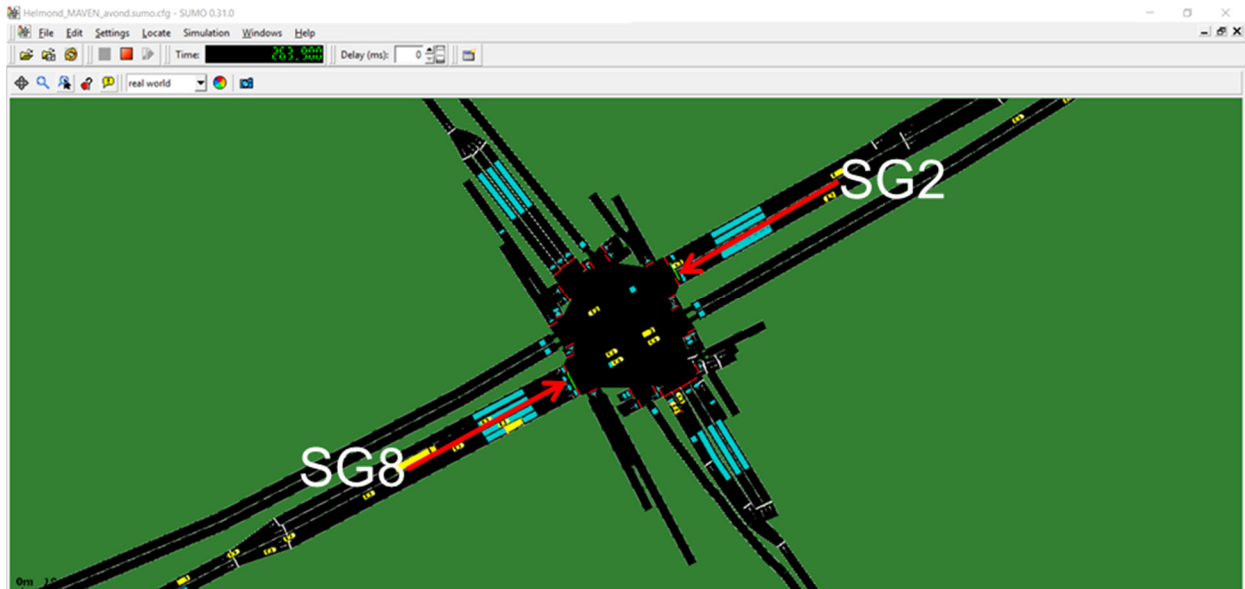 Helmond_MAVEN_avond.sumo.cfg - SUMO 0.31.0
File Edit Settings Locate Simulation Windows Help
Time: 263.900 Delay (ms): 0
real world
SG2
SG8
0m